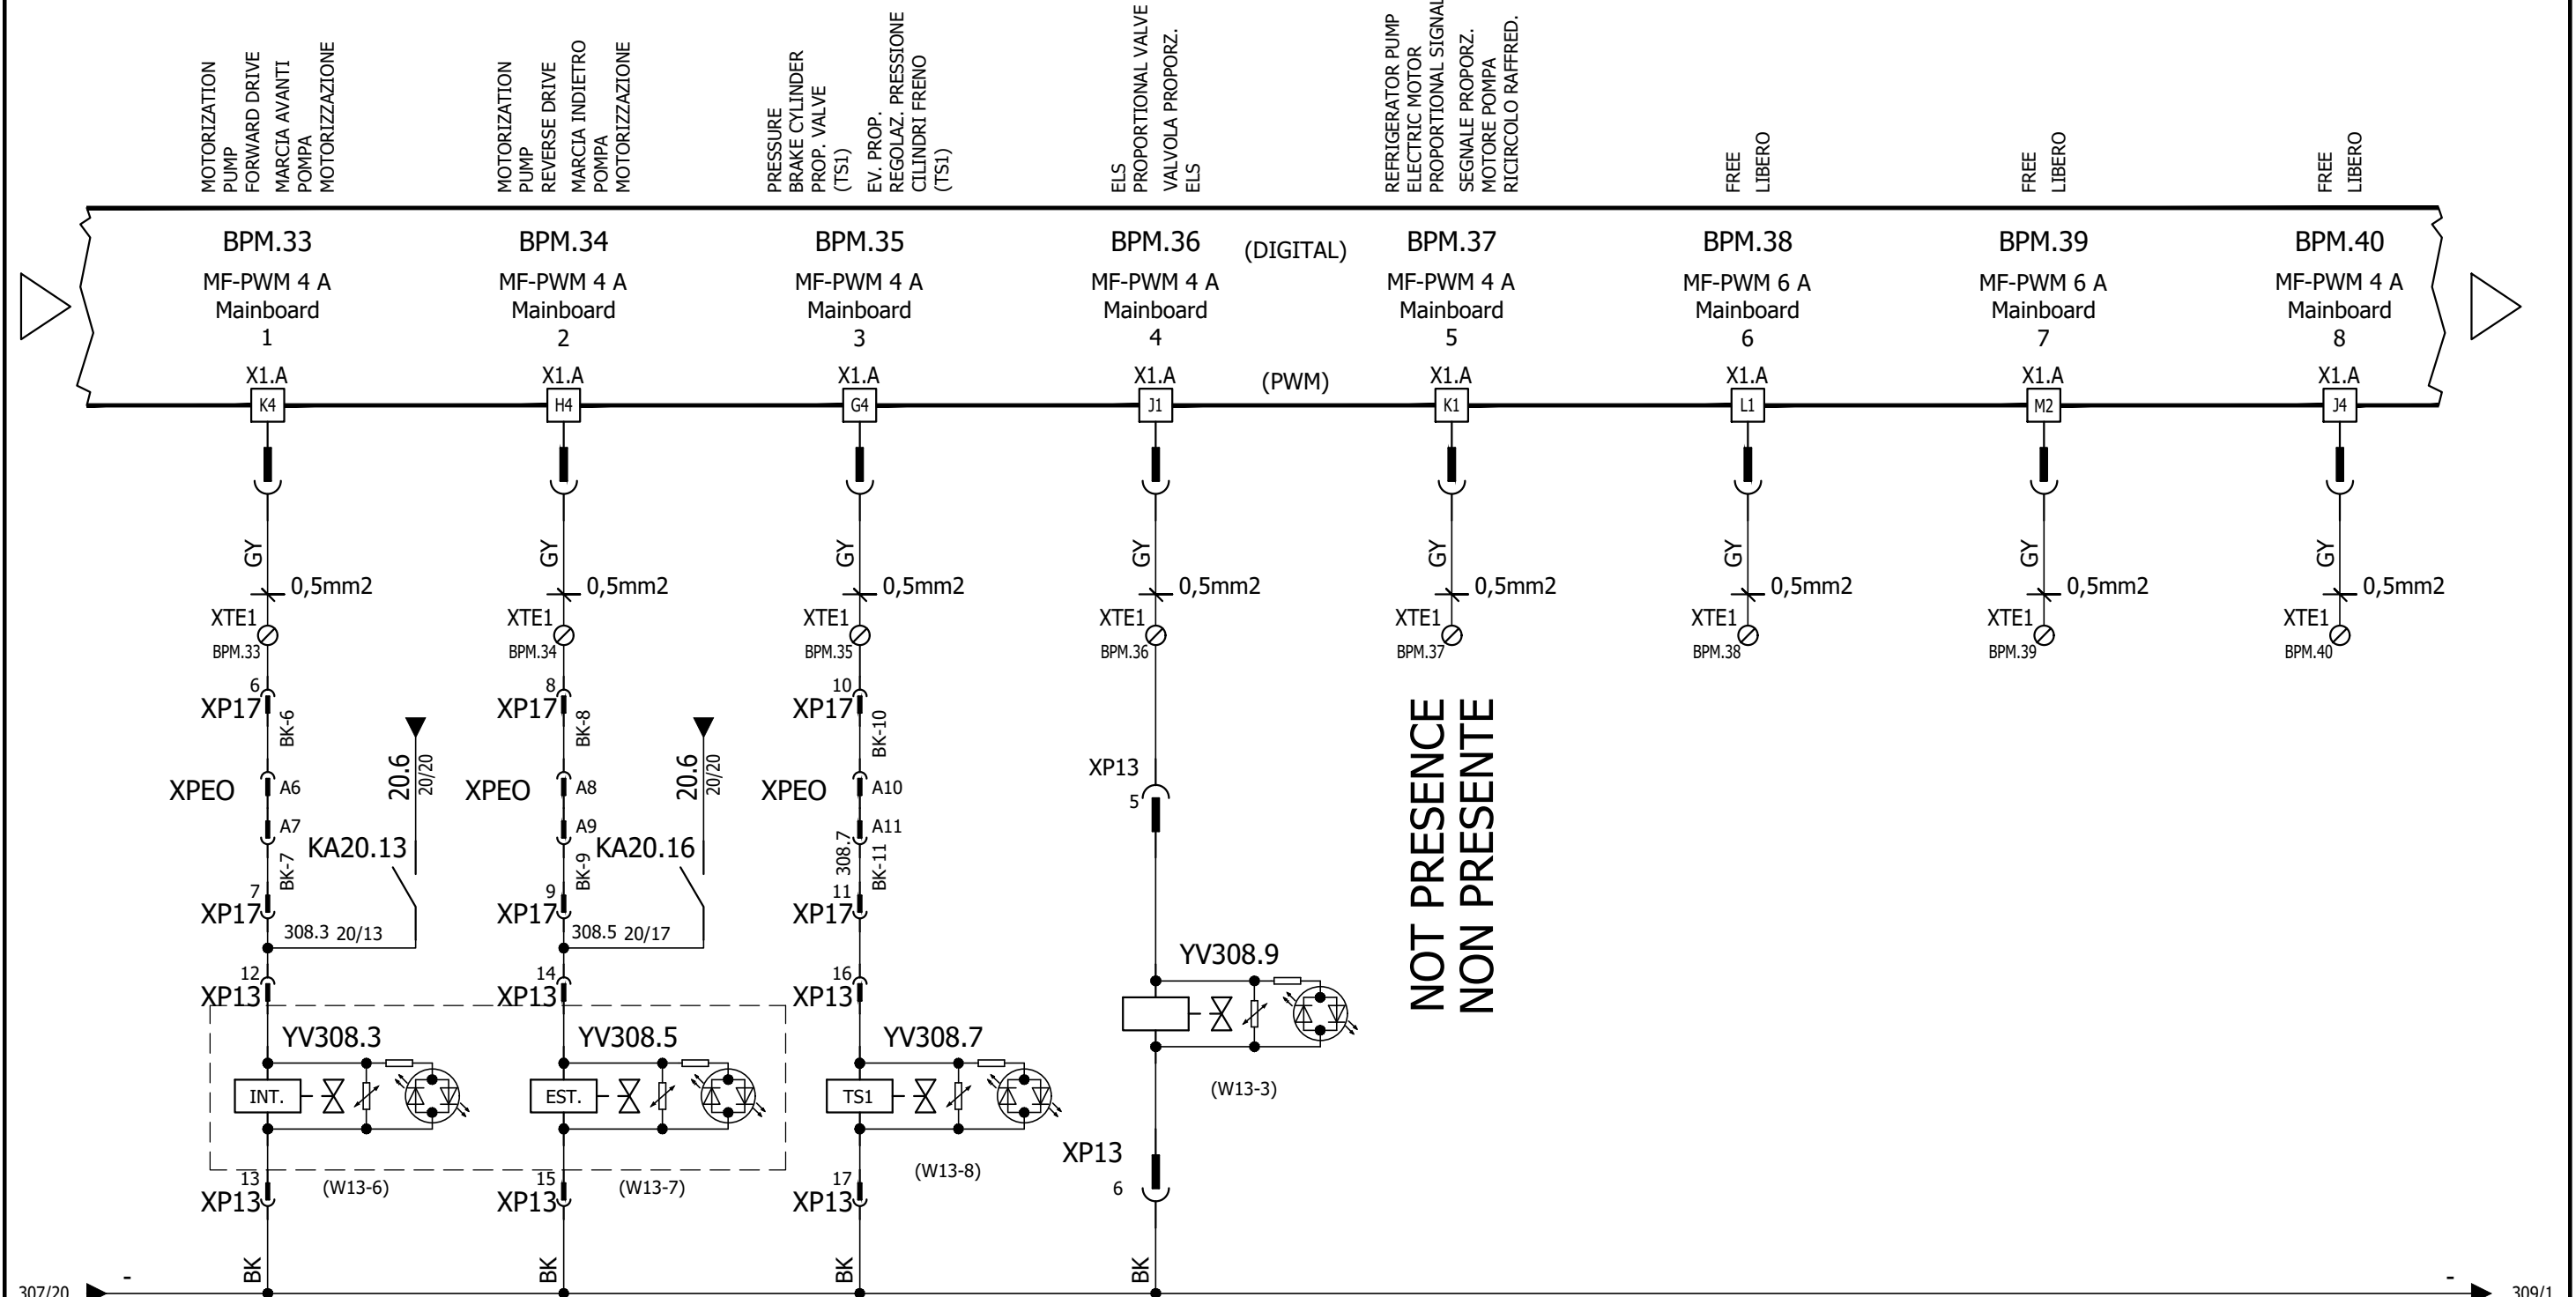 MOTORIZATION
PUMP
FORWARD DRIVE
MARCIA AVANTI
POMPA
MOTORIZZAZIONE
MOTORIZATION
PUMP
REVERSE DRIVE
MARCIA INDIETRO
POMPA
MOTORIZZAZIONE
PRESSURE
BRAKE CYLINDER
PROP. VALVE
(TS1)
EV. PROP.
REGOLAZ. PRESSIONE
CILINDRI FRENO
(TS1)
ELS
PROPORTIONAL VALVE
VALVOLA PROPORZ.
ELS
REFRIGERATOR PUMP
ELECTRIC MOTOR
PROPORTIONAL SIGNAL
SEGNALE PROPORZ.
MOTORE POMPA
RICIRCOLO RAFFRED.
FREE
LIBERO
FREE
LIBERO
FREE
LIBERO
BPM.33 BPM.34 BPM.35 BPM.36 (DIGITAL) BPM.37 BPM.38 BPM.39 BPM.40
MF-PWM 4 A MF-PWM 4 A MF-PWM 4 A MF-PWM 4 A MF-PWM 4 A MF-PWM 6 A MF-PWM 6 A MF-PWM 4 A
Mainboard Mainboard Mainboard Mainboard Mainboard Mainboard Mainboard Mainboard
1 2 3 4 5 6 7 8
X1.A X1.A X1.A X1.A (PWM) X1.A X1.A X1.A X1.A
K4 H4 G4 J1 K1 L1 M2 J4
GY GY GY GY GY GY GY GY
0,5mm2 0,5mm2 0,5mm2 0,5mm2 0,5mm2 0,5mm2 0,5mm2 0,5mm2
XTE1 XTE1 XTE1 XTE1 XTE1 XTE1 XTE1 XTE1
BPM.33 BPM.34 BPM.35 BPM.36 BPM.37 BPM.38 BPM.39 BPM.40
6 8 10
XP17 XP17 XP17
BK-6 BK-8 BK-10
20.6 20/20 20.6 20/20
XP13
XPEO A6 XPEO A8 XPEO A10
5
A7 A9 A11
KA20.13 KA20.16
BK-7 BK-9 308.7 BK-11
7 9 11
XP17 XP17 XP17
308.3 20/13 308.5 20/17
NOT PRESENCE
NON PRESENTE
YV308.9
12 14 16
XP13 XP13 XP13
YV308.3 YV308.5 YV308.7
INT. EST. TS1
(W13-3)
XP13
(W13-8)
13 15 17 6
(W13-6) (W13-7)
XP13 XP13 XP13
BK BK BK BK
- -
307/20 309/1